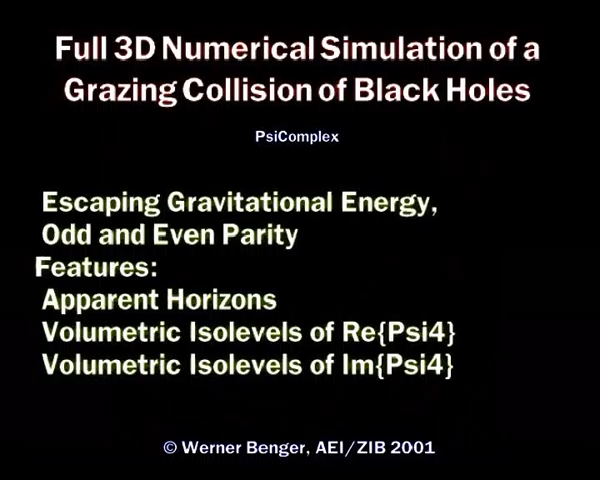 Full 3D Numerical Simulation of a
Grazing Collision of Black Holes
PsiComplex
Escaping Gravitational Energy,
Odd and Even Parity
Features:
Apparent Horizons
Volumetric Isolevels of Re{Psi4}
Volumetric Isolevels of Im{Psi4}
© Werner Benger, AEI/ZIB 2001